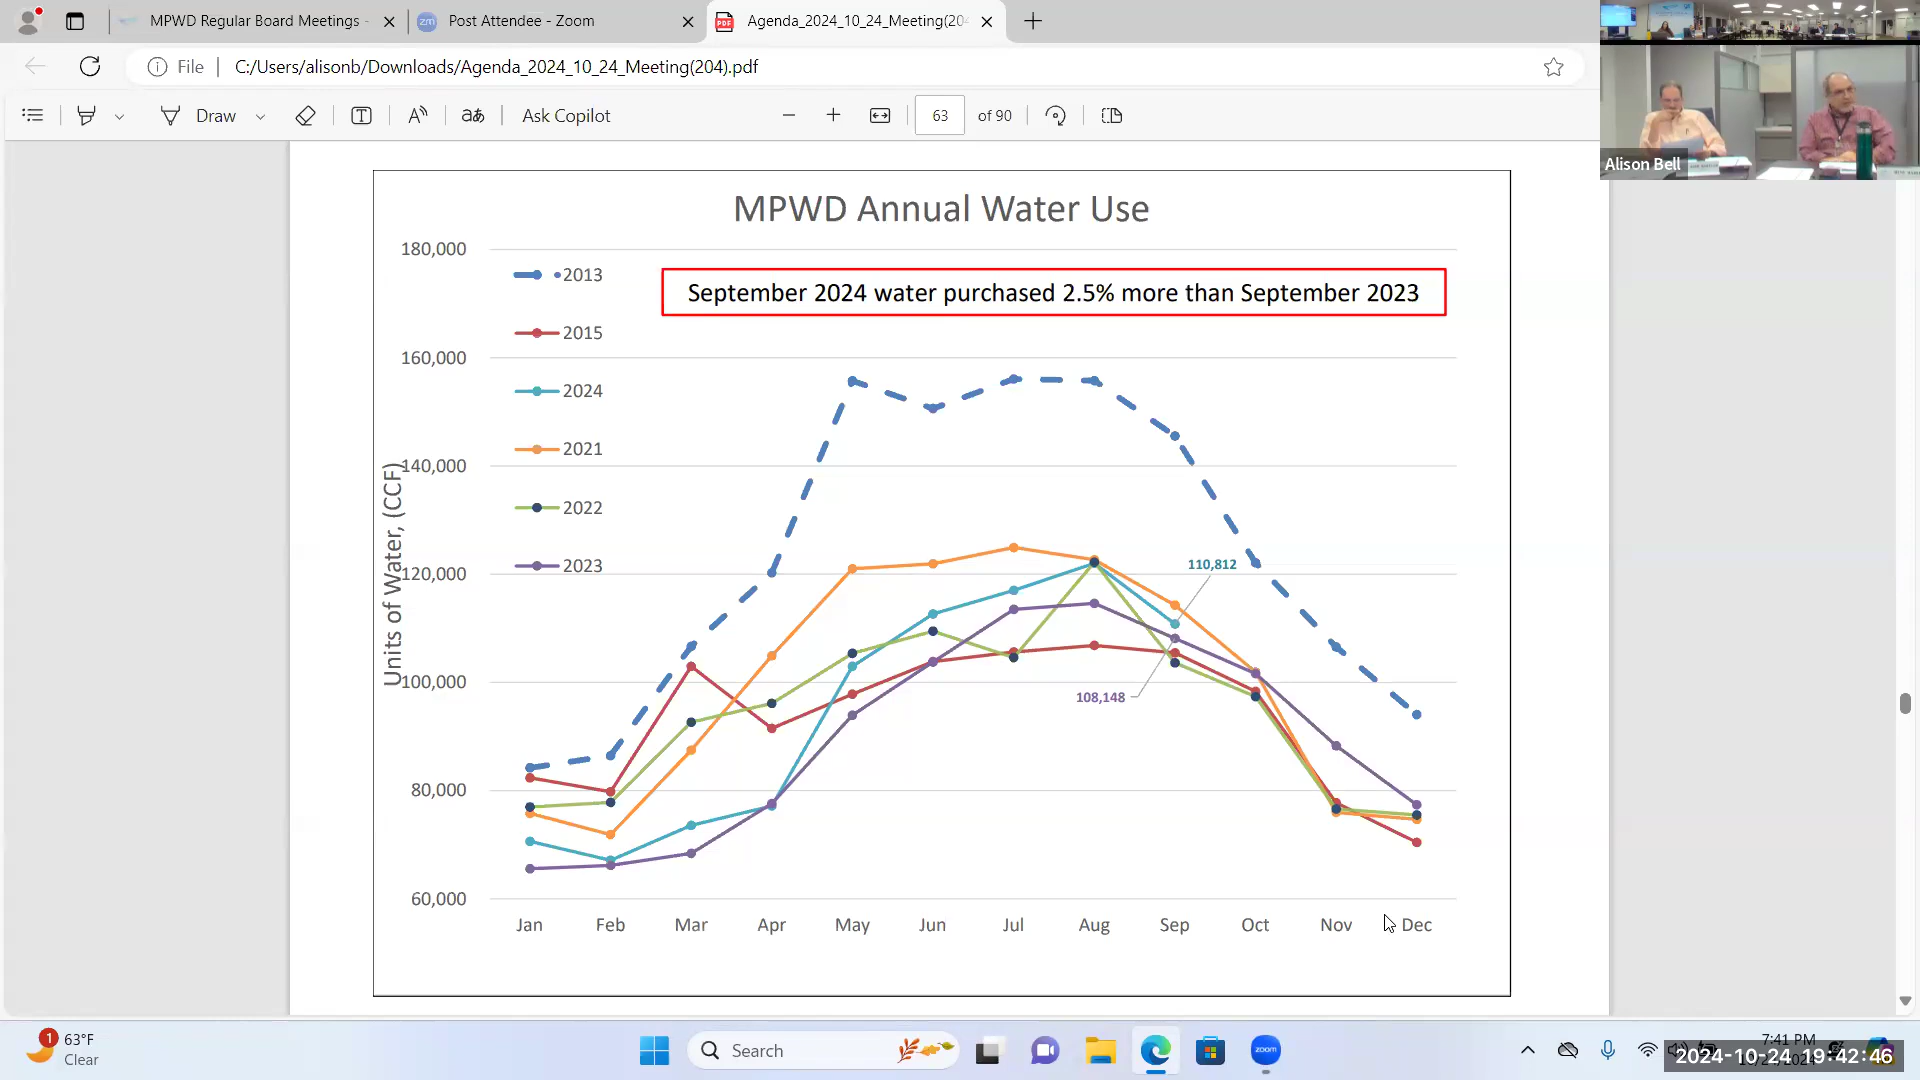 MPWD Regular Board Meetings -
Post Attendee - Zoom
Agenda_2024_10_24_Meeting(204
File
C:/Users/alisonb/Downloads/Agenda_2024_10_24_Meeting(204).pdf
Draw
Ask Copilot
63 of 90
Alison Bell
MPWD Annual Water Use
September 2024 water purchased 2.5% more than September 2023
Units of Water, (CCF)
180,000
160,000
140,000
120,000
100,000
80,000
60,000
2013
2015
2024
2021
2022
2023
110,812
108,148
Jan Feb Mar Apr May Jun Jul Aug Sep Oct Nov Dec
1
63°F
Clear
Search
zoom
7:41 PM
2024-10-24 19:42:46